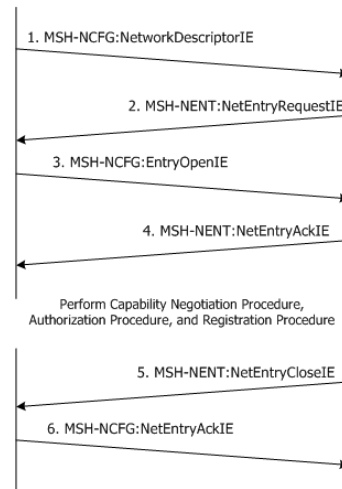 1. MSH-NCFG:NetworkDescriptorIE
2. MSH-NENT:NetEntryRequestIE
3. MSH-NCFG:EntryOpenIE
4. MSH-NENT:NetEntryAckIE
Perform Capability Negotiation Procedure,
Authorization Procedure, and Registration Procedure
5. MSH-NENT:NetEntryCloseIE
6. MSH-NCFG:NetEntryAckIE